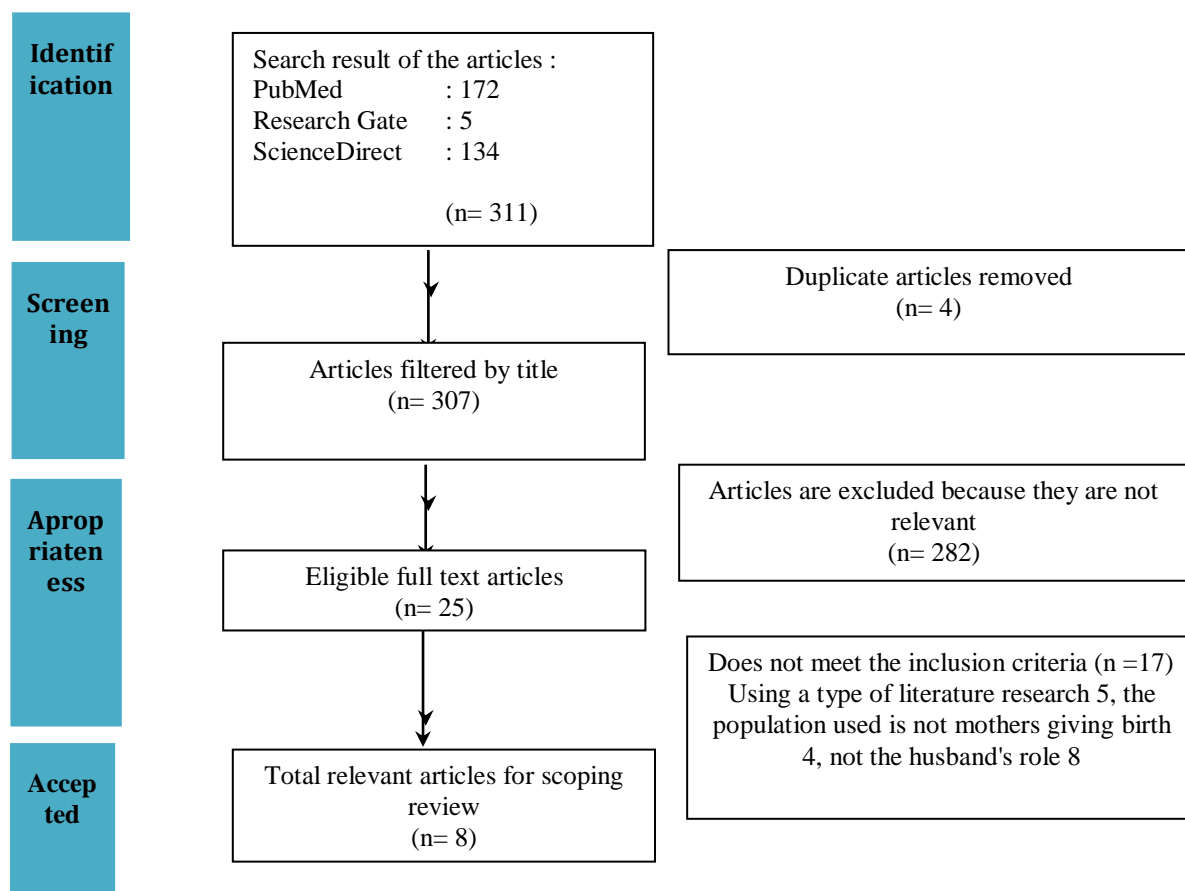 Identif
ication
Search result of the articles :
PubMed : 172
Research Gate : 5
ScienceDirect : 134
(n= 311)
Screen
ing
Duplicate articles removed
(n= 4)
Articles filtered by title
(n= 307)
Aprop
riaten
ess
Articles are excluded because they are not
relevant
(n= 282)
Eligible full text articles
(n= 25)
Does not meet the inclusion criteria (n =17)
Using a type of literature research 5, the
population used is not mothers giving birth
4, not the husband's role 8
Accep
ted
Total relevant articles for scoping
review
(n= 8)